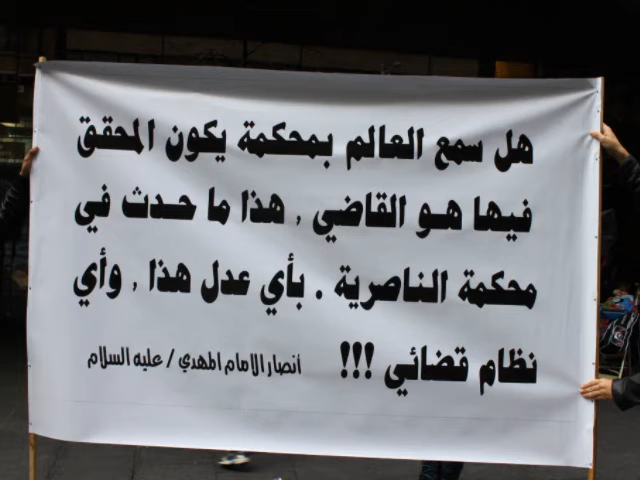 هل سمع العالم بمحكمة يكون المحقق
فيها هو القاضي , هذا ما حدث في
محكمة الناصرية . بأي عدل هذا , وأي
نظام قضائي !!! أنصار الامام المهدي / عليه السلام